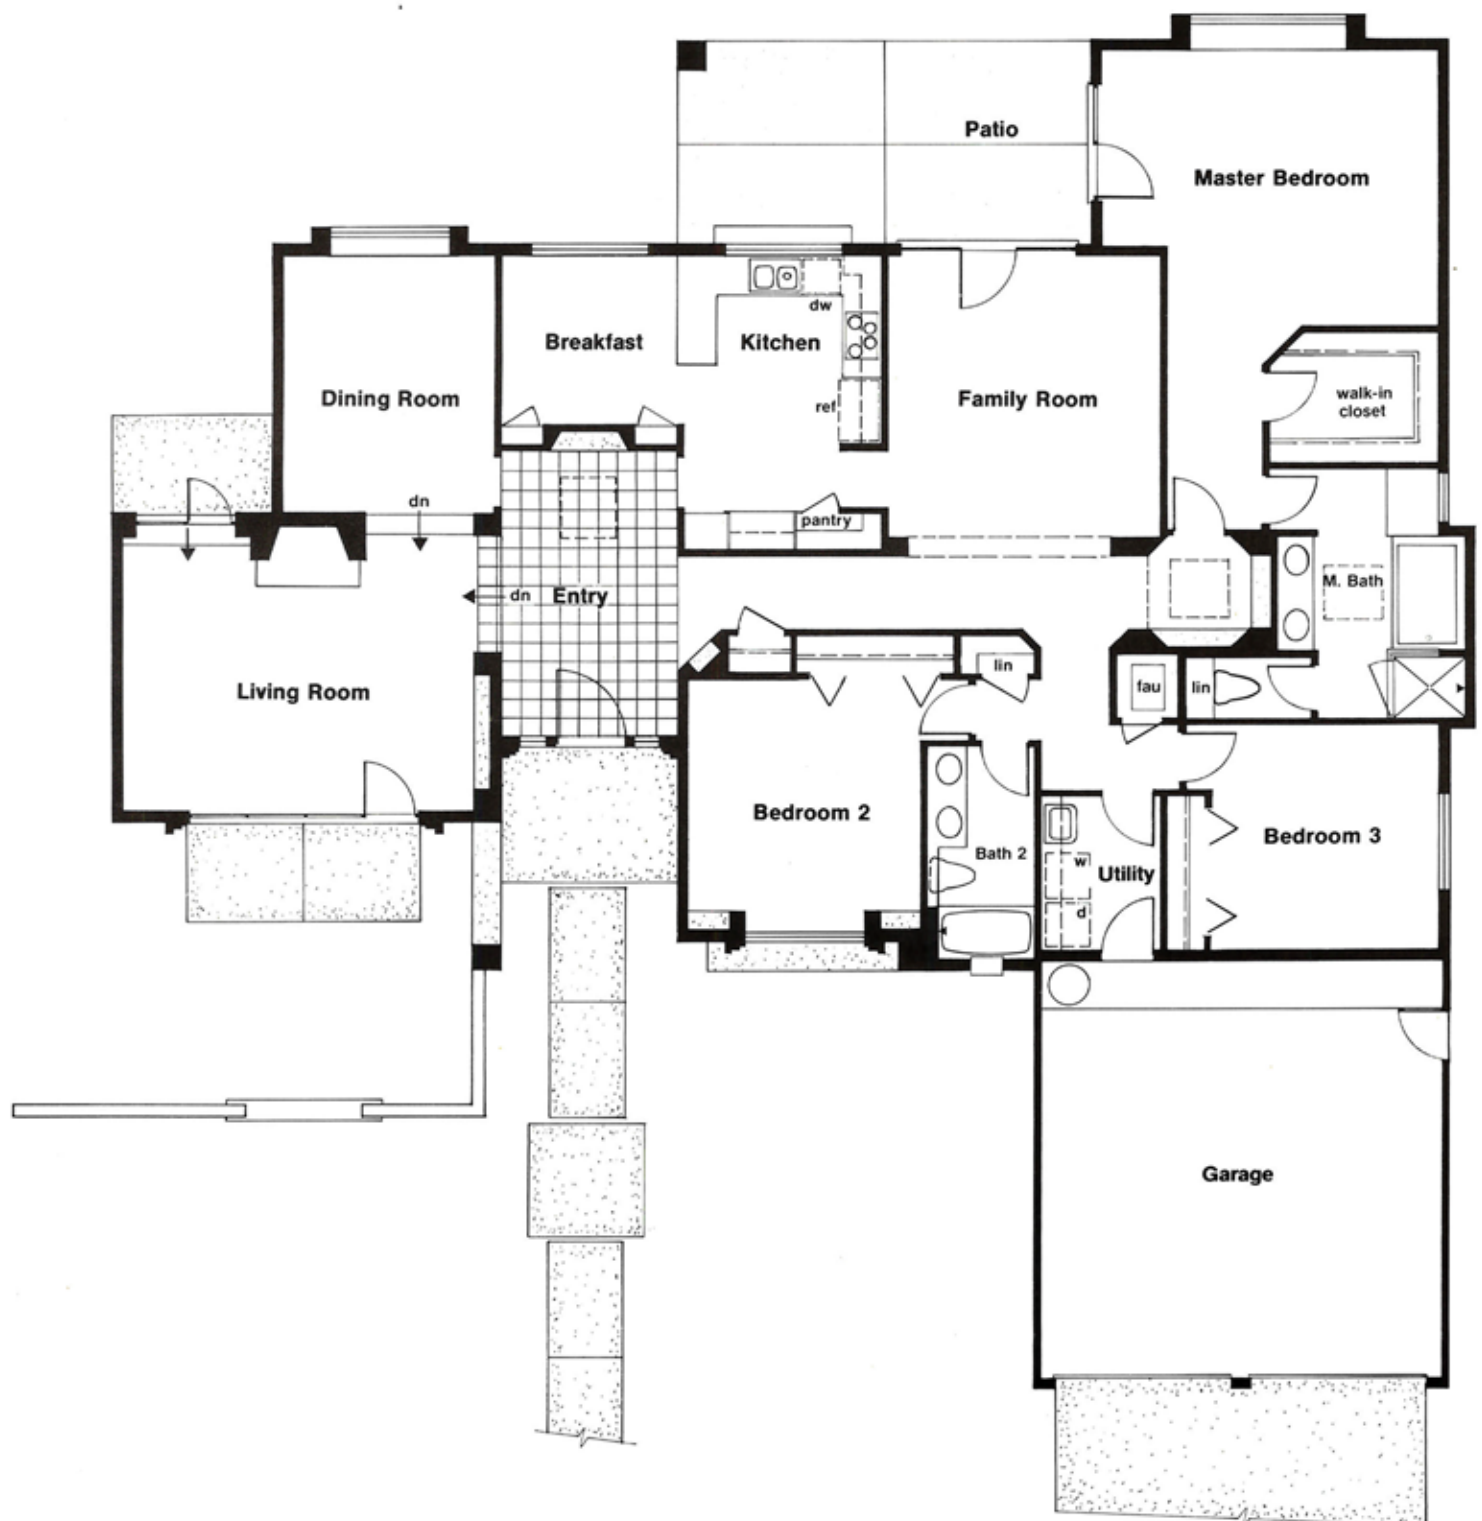 Patio
Master Bedroom
dw
Breakfast
Kitchen
Dining Room
ref
Family Room
walk-in
closet
dn
pantry
dn
Entry
M. Bath
Living Room
lin
fau
lin
Bedroom 2
Bath 2
w
Utility
d
Bedroom 3
Garage